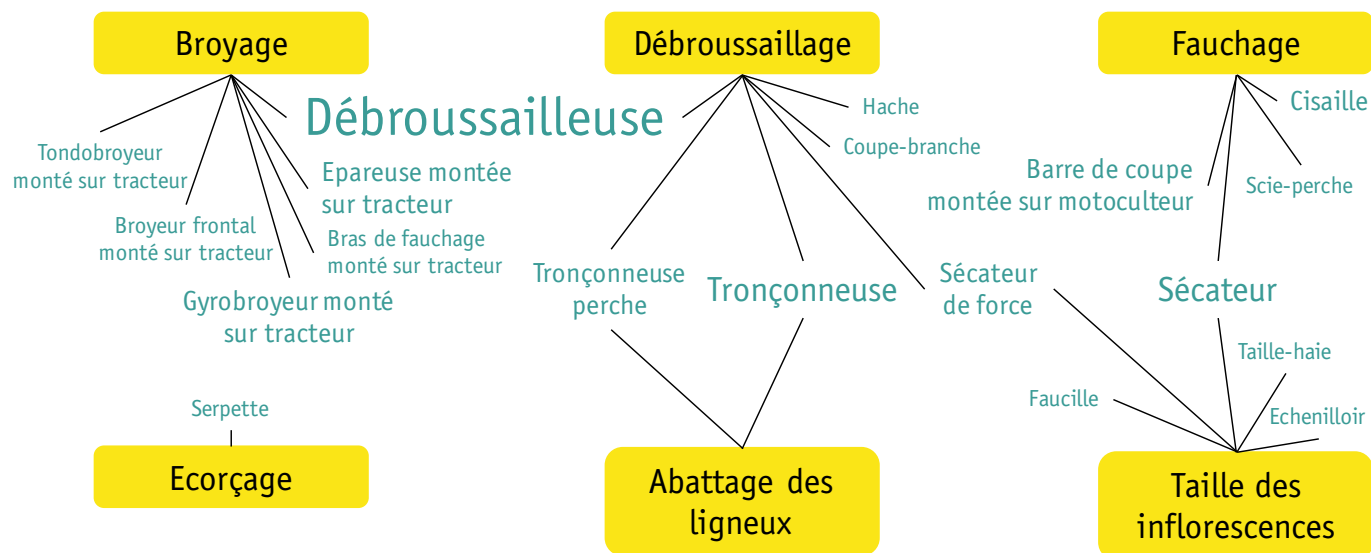 Broyage
Débroussaillage
Fauchage
Débroussailleuse
Hache
Coupe-branche
Cisaille
Tondobroyeur
monté sur tracteur
Epareuse montée
sur tracteur
Barre de coupe
montée sur motoculteur
Scie-perche
Broyeur frontal
monté sur tracteur
Bras de fauchage
monté sur tracteur
Gyrobroyeur monté
sur tracteur
Tronçonneuse
perche
Tronçonneuse
Sécateur
de force
Sécateur
Taille-haie
Serpette
Faucille
Echenilloir
Ecorçage
Abattage des
ligneux
Taille des
inflorescences